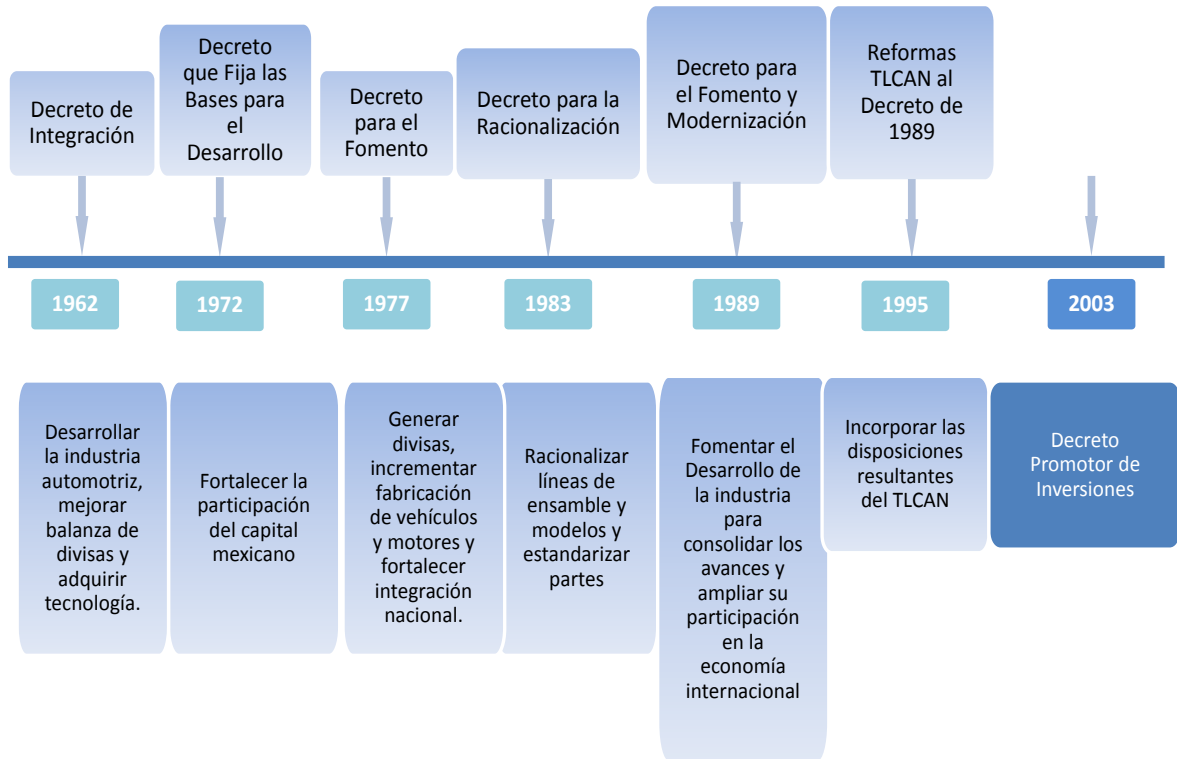 Decreto de
Integración
Decreto
que Fija las
Bases para
el
Desarrollo
Decreto
para el
Fomento
Decreto para la
Racionalización
Decreto para
el Fomento y
Modernización
Reformas
TLCAN al
Decreto de
1989
1962
1972
1977
1983
1989
1995
2003
Desarrollar
la industria
automotriz,
mejorar
balanza de
divisas y
adquirir
tecnología.
Fortalecer la
participación
del capital
mexicano
Generar
divisas,
incrementar
fabricación
de vehículos
y motores y
fortalecer
integración
nacional.
Racionalizar
líneas de
ensamble y
modelos y
estandarizar
partes
Fomentar el
Desarrollo de
la industria
para
consolidar los
avances y
ampliar su
participación
en la
economía
internacional
Incorporar las
disposiciones
resultantes
del TLCAN
Decreto
Promotor de
Inversiones